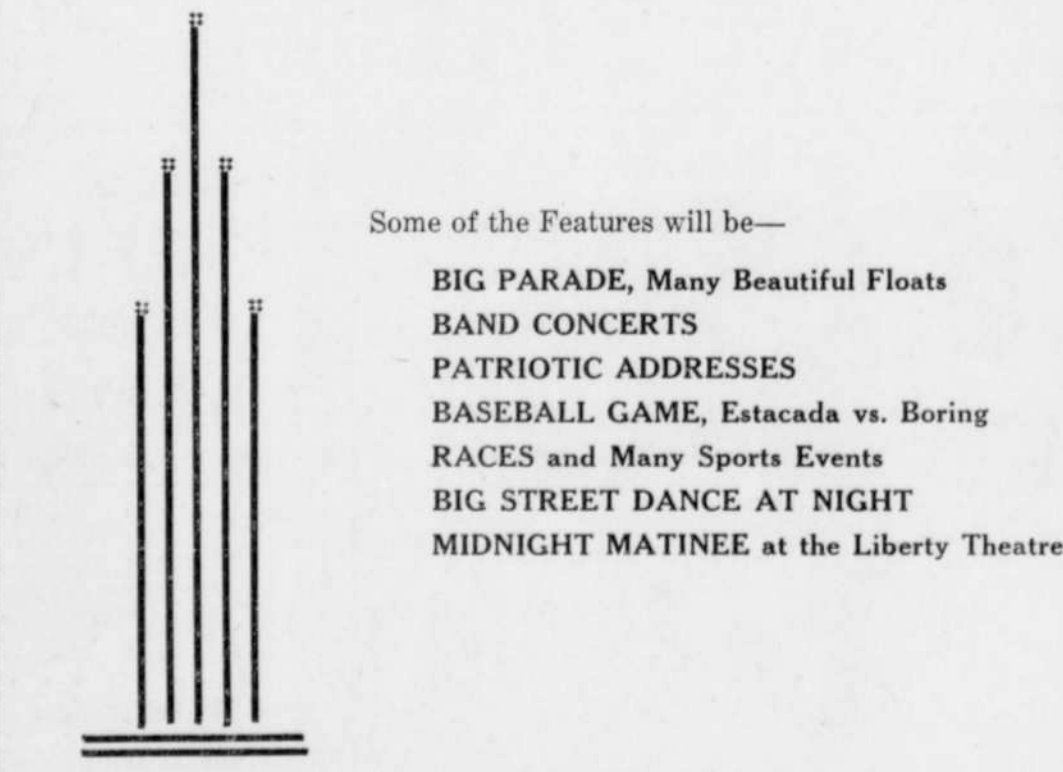 Some of the Features will be—
BIG PARADE, Many Beautiful Floats
BAND CONCERTS
PATRIOTIC ADDRESSES
BASEBALL GAME, Estacada vs. Boring
RACES and Many Sports Events
BIG STREET DANCE AT NIGHT
MIDNIGHT MATINEE at the Liberty Theatre